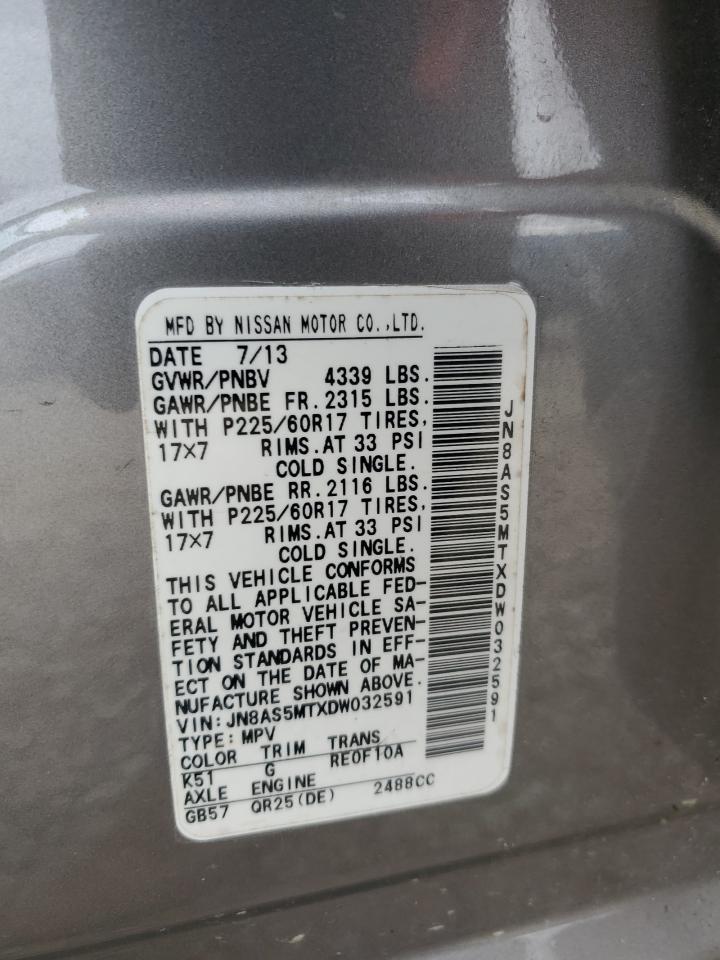 MFD BY NISSAN MOTOR CO.,LTD.
DATE 7/13
GVWR/PNBV 4339 LBS.
GAWR/PNBE FR. 2315 LBS.
WITH P225/60R17 TIRES,
17×7 RIMS.AT 33 PSI
COLD SINGLE.
GAWR/PNBE RR. 2116 LBS.
WITH P225/60R17 TIRES,
17×7 RIMS.AT 33 PSI
COLD SINGLE.
THIS VEHICLE CONFORMS
TO ALL APPLICABLE FED-
ERAL MOTOR VEHICLE SA-
FETY AND THEFT PREVEN-
TION STANDARDS IN EFF-
ECT ON THE DATE OF MA-
NUFACTURE SHOWN ABOVE.
VIN: JN8AS5MTXDW032591
TYPE: MPV
COLOR TRIM TRANS
K51 G RE0F10A
AXLE ENGINE
GB57 QR25(DE) 2488CC
JN8AS5MTXDW032591